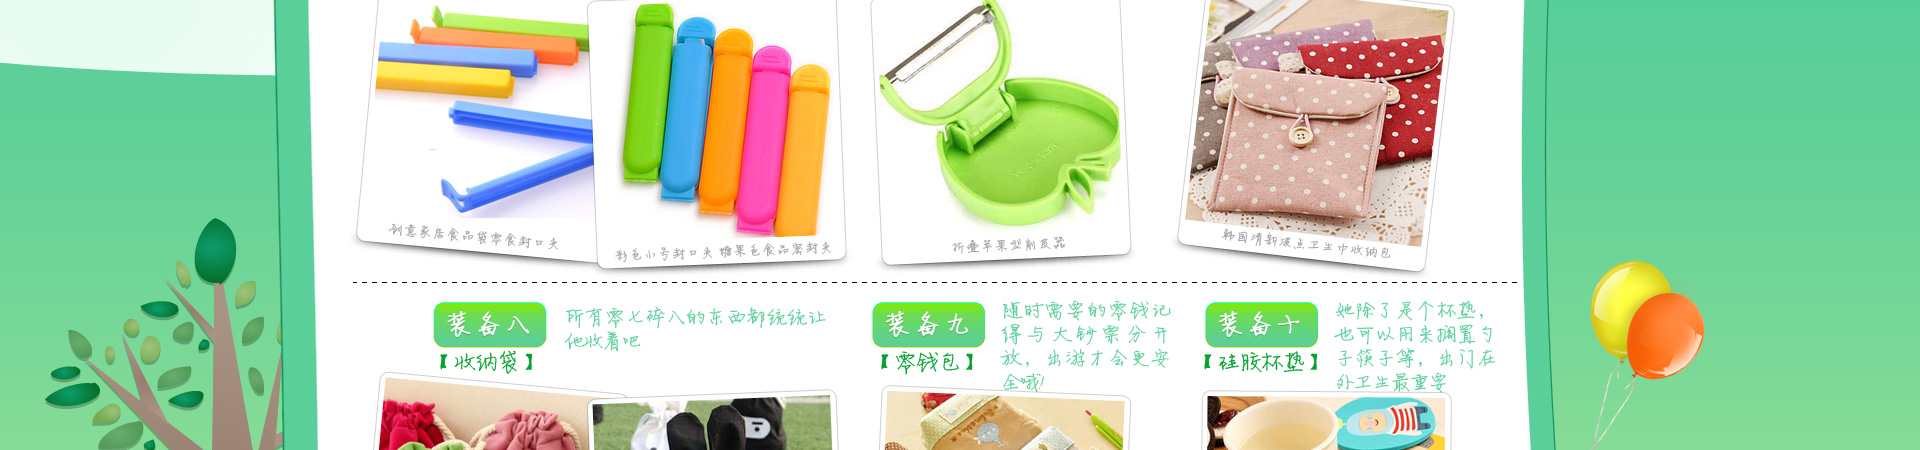 创意家居食品袋零食封口夹
彩色小号封口夹 糖果色食品密封夹
折叠苹果型削皮器
韩国清新波点卫生巾收纳包
装备八
【收纳袋】
所有零七碎八的东西都统统让
他收着吧
装备九
【零钱包】
随时需要的零钱记
得与大钞票分开
放，出游才会更安
全哦！
装备十
【硅胶杯垫】
她除了是个杯垫，
也可以用来搁置勺
子筷子等，出门在
外卫生最重要